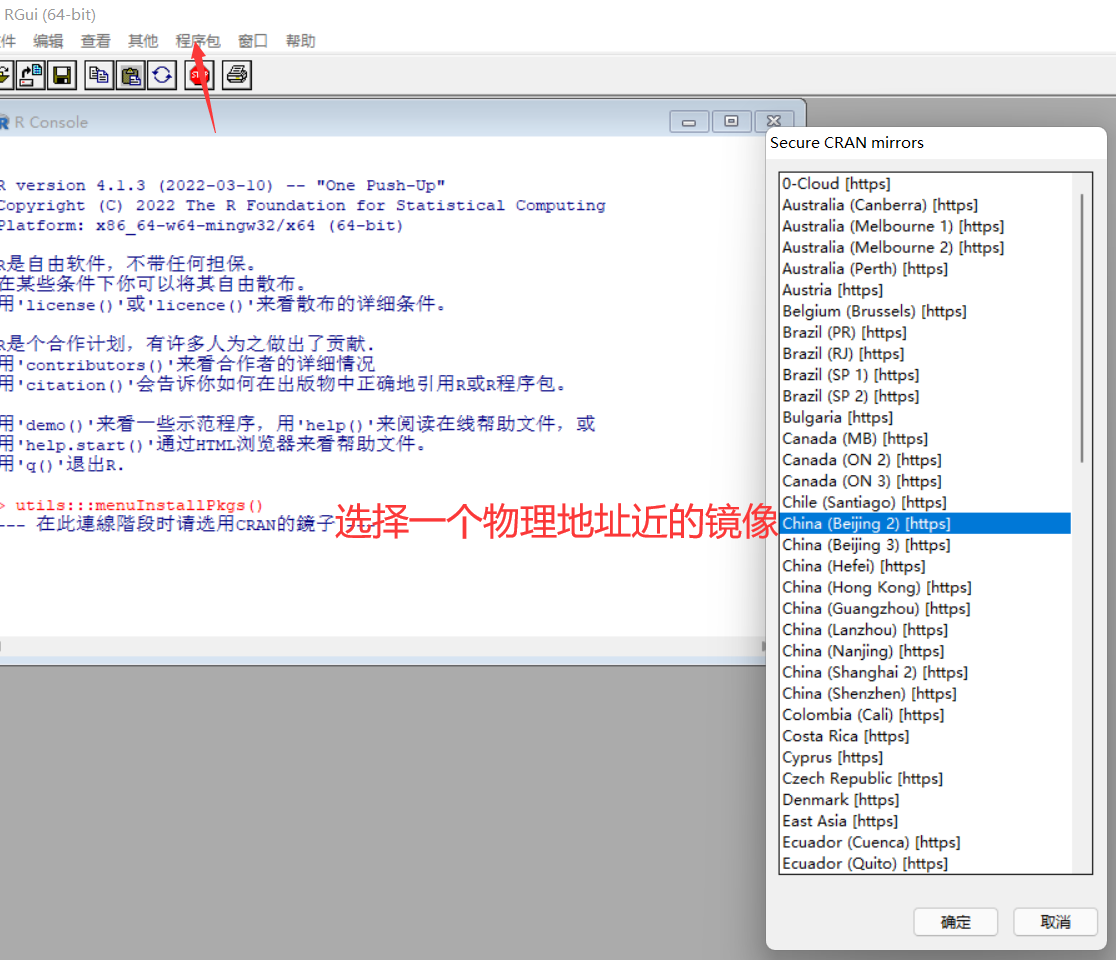 RGui (64-bit)
件 编辑 查看 其他 程序包 窗口 帮助
STOP
R Console
R version 4.1.3 (2022-03-10) -- "One Push-Up"
Copyright (C) 2022 The R Foundation for Statistical Computing
Platform: x86_64-w64-mingw32/x64 (64-bit)
R是自由软件，不带任何担保。
在某些条件下你可以将其自由散布。
用'license()'或'licence()'来看散布的详细条件。
R是个合作计划，有许多人为之做出了贡献.
用'contributors()'来看合作者的详细情况
用'citation()'会告诉你如何在出版物中正确地引用R或R程序包。
用'demo()'来看一些示范程序，用'help()'来阅读在线帮助文件，或
用'help.start()'通过HTML浏览器来看帮助文件。
用'q()'退出R.
> utils:::menuInstallPkgs()
--- 在此連線階段时请选用CRAN的鏡子
选择一个物理地址近的镜像
Secure CRAN mirrors
0-Cloud [https]
Australia (Canberra) [https]
Australia (Melbourne 1) [https]
Australia (Melbourne 2) [https]
Australia (Perth) [https]
Austria [https]
Belgium (Brussels) [https]
Brazil (PR) [https]
Brazil (RJ) [https]
Brazil (SP 1) [https]
Brazil (SP 2) [https]
Bulgaria [https]
Canada (MB) [https]
Canada (ON 2) [https]
Canada (ON 3) [https]
Chile (Santiago) [https]
China (Beijing 2) [https]
China (Beijing 3) [https]
China (Hefei) [https]
China (Hong Kong) [https]
China (Guangzhou) [https]
China (Lanzhou) [https]
China (Nanjing) [https]
China (Shanghai 2) [https]
China (Shenzhen) [https]
Colombia (Cali) [https]
Costa Rica [https]
Cyprus [https]
Czech Republic [https]
Denmark [https]
East Asia [https]
Ecuador (Cuenca) [https]
Ecuador (Quito) [https]
确定 取消